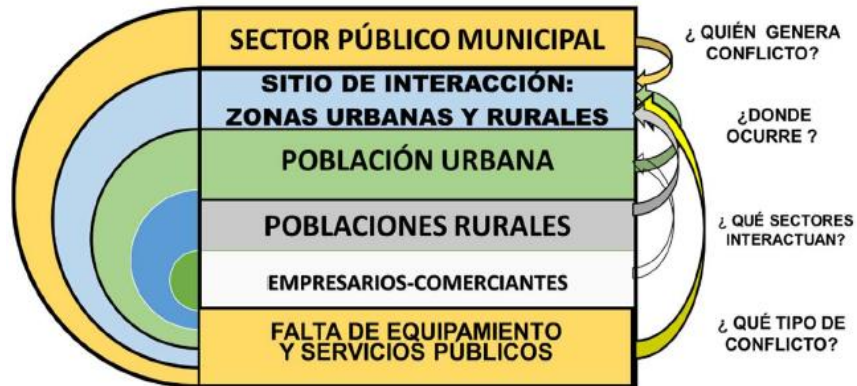 SECTOR PÚBLICO MUNICIPAL
SITIO DE INTERACCIÓN:
ZONAS URBANAS Y RURALES
POBLACIÓN URBANA
POBLACIONES RURALES
EMPRESARIOS-COMERCIANTES
FALTA DE EQUIPAMIENTO
Y SERVICIOS PÚBLICOS
¿ QUIÉN GENERA
CONFLICTO?
¿DONDE
OCURRE ?
¿ QUÉ SECTORES
INTERACTUAN?
¿ QUÉ TIPO DE
CONFLICTO?